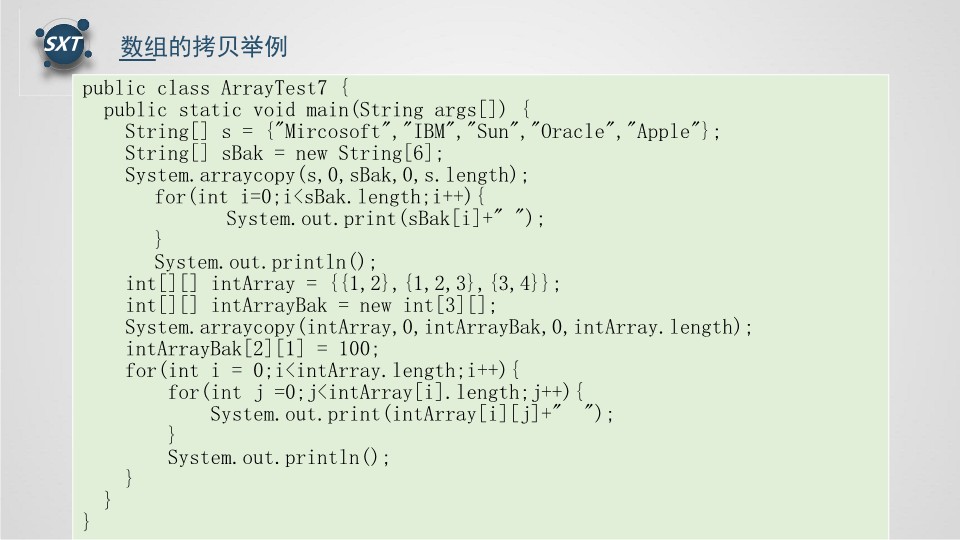 SXT
数组的拷贝举例
public class ArrayTest7 {
  public static void main(String args[]) {
    String[] s = {"Mircosoft","IBM","Sun","Oracle","Apple"};
    String[] sBak = new String[6];
    System.arraycopy(s,0,sBak,0,s.length);
       for(int i=0;i<sBak.length;i++){
              System.out.print(sBak[i]+" ");
       }
       System.out.println();
    int[][] intArray = {{1,2},{1,2,3},{3,4}};
    int[][] intArrayBak = new int[3][];
    System.arraycopy(intArray,0,intArrayBak,0,intArray.length);
    intArrayBak[2][1] = 100;
    for(int i = 0;i<intArray.length;i++){
        for(int j =0;j<intArray[i].length;j++){
            System.out.print(intArray[i][j]+"  ");
        }
        System.out.println();
    }
  }
}